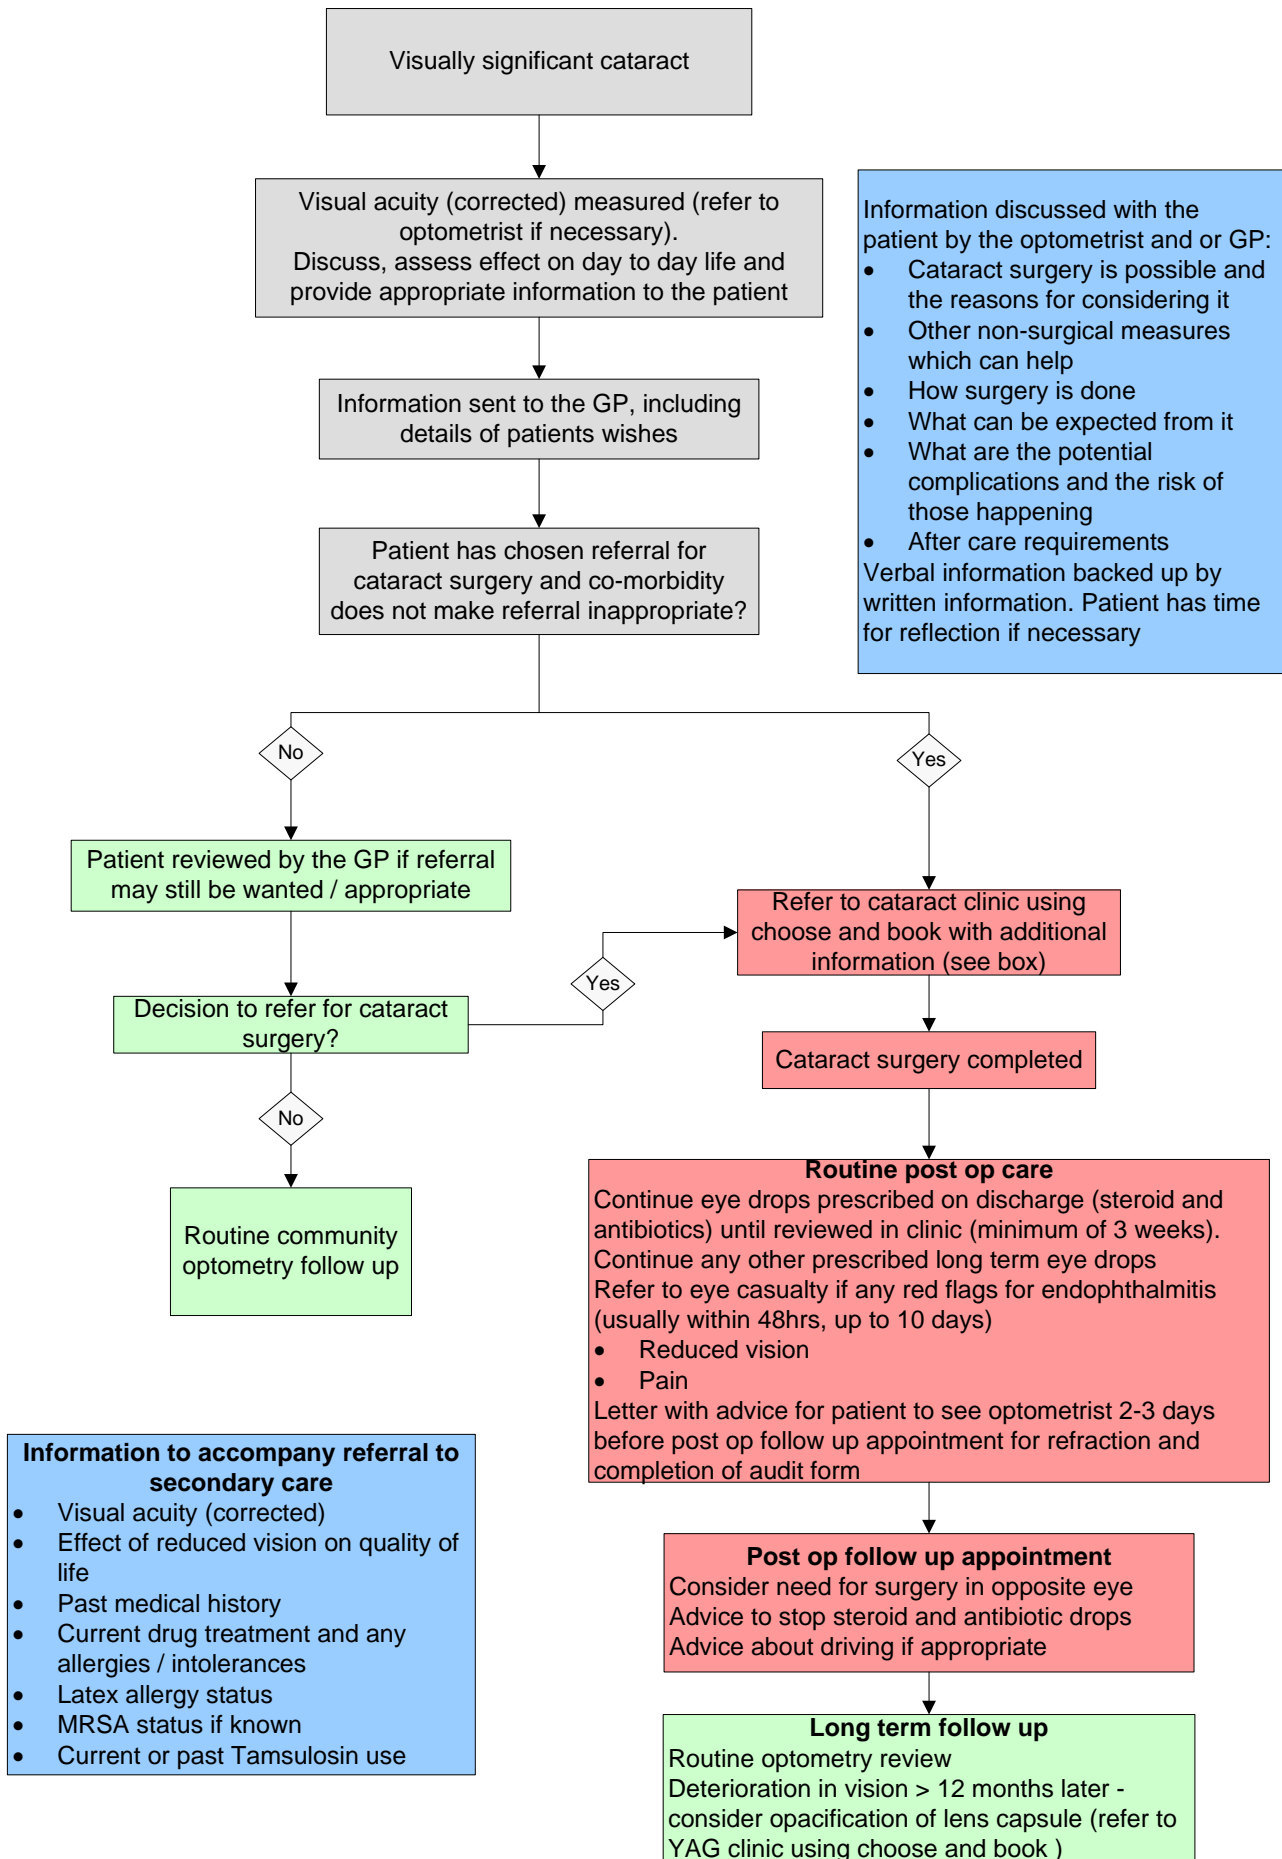 Visually significant cataract
Visual acuity (corrected) measured (refer to
optometrist if necessary).
Discuss, assess effect on day to day life and
provide appropriate information to the patient
Information discussed with the
patient by the optometrist and or GP:
• Cataract surgery is possible and
the reasons for considering it
• Other non-surgical measures
which can help
• How surgery is done
• What can be expected from it
• What are the potential
complications and the risk of
those happening
• After care requirements
Verbal information backed up by
written information. Patient has time
for reflection if necessary
Information sent to the GP, including
details of patients wishes
Patient has chosen referral for
cataract surgery and co-morbidity
does not make referral inappropriate?
No
Yes
Patient reviewed by the GP if referral
may still be wanted / appropriate
Refer to cataract clinic using
choose and book with additional
information (see box)
Yes
Decision to refer for cataract
surgery?
Cataract surgery completed
No
Routine community
optometry follow up
Routine post op care
Continue eye drops prescribed on discharge (steroid and
antibiotics) until reviewed in clinic (minimum of 3 weeks).
Continue any other prescribed long term eye drops
Refer to eye casualty if any red flags for endophthalmitis
(usually within 48hrs, up to 10 days)
• Reduced vision
• Pain
Letter with advice for patient to see optometrist 2-3 days
before post op follow up appointment for refraction and
completion of audit form
Information to accompany referral to
secondary care
• Visual acuity (corrected)
• Effect of reduced vision on quality of
life
• Past medical history
• Current drug treatment and any
allergies / intolerances
• Latex allergy status
• MRSA status if known
• Current or past Tamsulosin use
Post op follow up appointment
Consider need for surgery in opposite eye
Advice to stop steroid and antibiotic drops
Advice about driving if appropriate
Long term follow up
Routine optometry review
Deterioration in vision > 12 months later -
consider opacification of lens capsule (refer to
YAG clinic using choose and book )